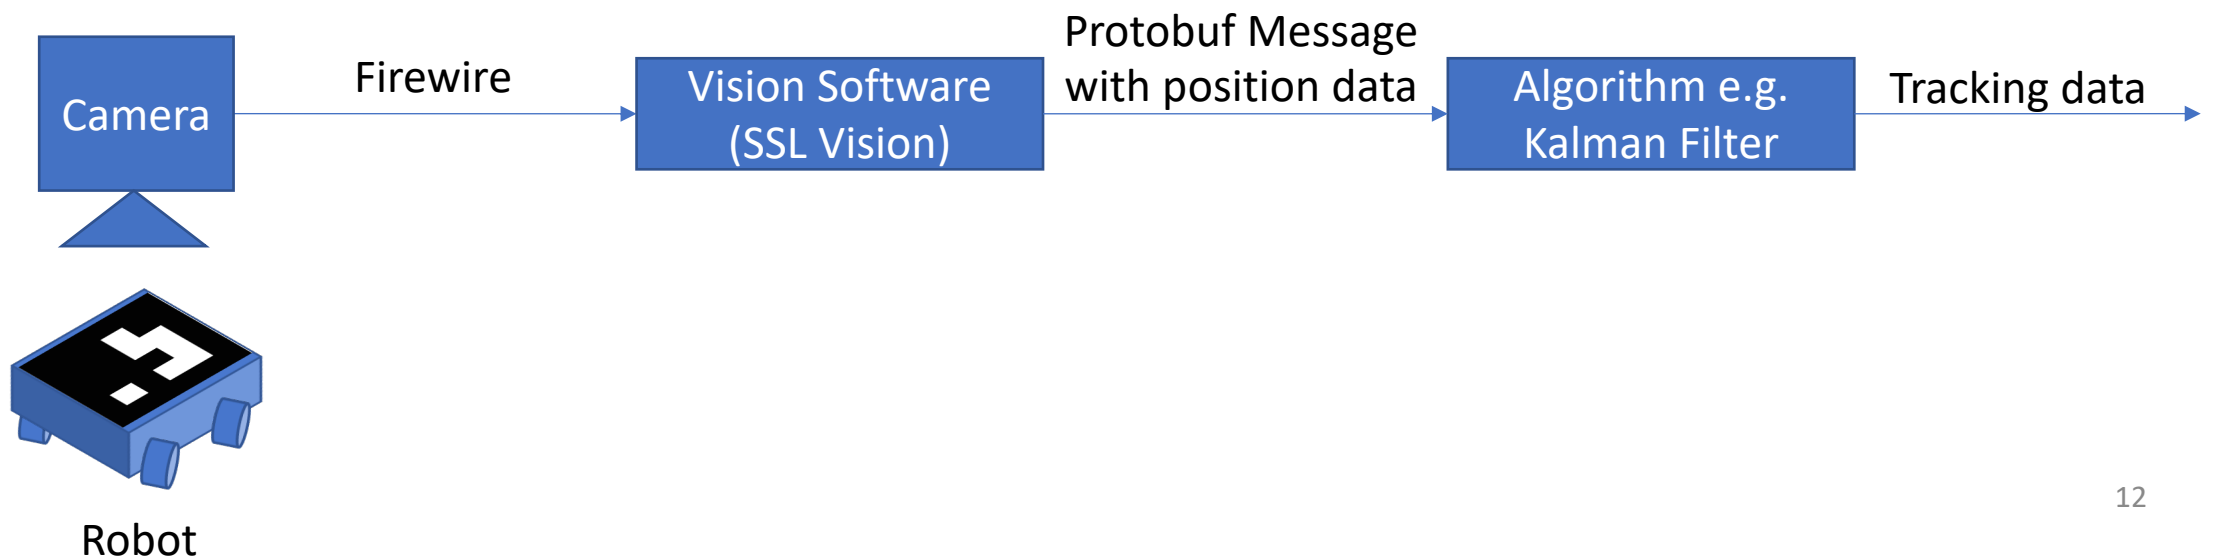 Camera
Firewire
Vision Software
(SSL Vision)
Protobuf Message
with position data
Algorithm e.g.
Kalman Filter
Tracking data
Robot
12